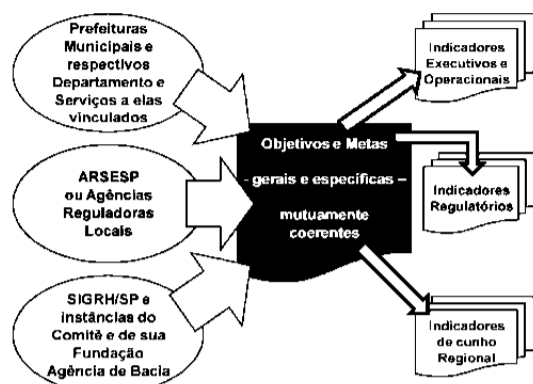 Prefeituras
Municipais e
respectivos
Departamento e
Serviços a elas
vinculados
ARSESP
ou Agências
Reguladoras
Locais
SIGRH/SP e
instâncias do
Comitê e de sua
Fundação
Agência de Bacia
Objetivos e Metas
- gerais e específicas –
mutuamente
coerentes
Indicadores
Executivos e
Operacionais
Indicadores
Regulatórios
Indicadores
de cunho
Regional